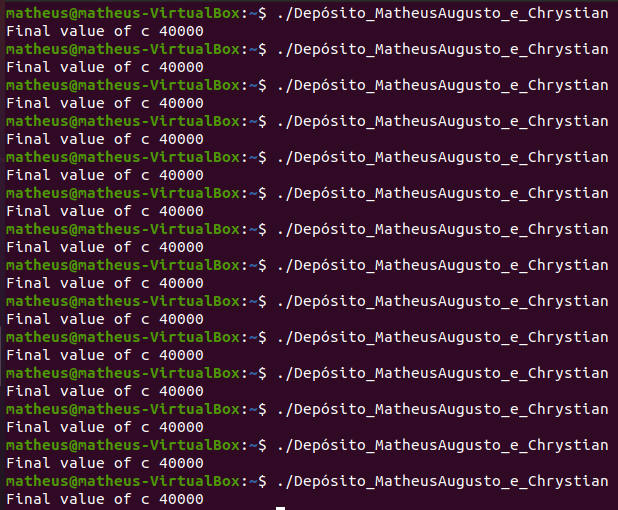 matheus@matheus-VirtualBox:~$ ./Depósito_MatheusAugusto_e_Chrystian
Final value of c 40000
matheus@matheus-VirtualBox:~$ ./Depósito_MatheusAugusto_e_Chrystian
Final value of c 40000
matheus@matheus-VirtualBox:~$ ./Depósito_MatheusAugusto_e_Chrystian
Final value of c 40000
matheus@matheus-VirtualBox:~$ ./Depósito_MatheusAugusto_e_Chrystian
Final value of c 40000
matheus@matheus-VirtualBox:~$ ./Depósito_MatheusAugusto_e_Chrystian
Final value of c 40000
matheus@matheus-VirtualBox:~$ ./Depósito_MatheusAugusto_e_Chrystian
Final value of c 40000
matheus@matheus-VirtualBox:~$ ./Depósito_MatheusAugusto_e_Chrystian
Final value of c 40000
matheus@matheus-VirtualBox:~$ ./Depósito_MatheusAugusto_e_Chrystian
Final value of c 40000
matheus@matheus-VirtualBox:~$ ./Depósito_MatheusAugusto_e_Chrystian
Final value of c 40000
matheus@matheus-VirtualBox:~$ ./Depósito_MatheusAugusto_e_Chrystian
Final value of c 40000
matheus@matheus-VirtualBox:~$ ./Depósito_MatheusAugusto_e_Chrystian
Final value of c 40000
matheus@matheus-VirtualBox:~$ ./Depósito_MatheusAugusto_e_Chrystian
Final value of c 40000
matheus@matheus-VirtualBox:~$ ./Depósito_MatheusAugusto_e_Chrystian
Final value of c 40000
matheus@matheus-VirtualBox:~$ ./Depósito_MatheusAugusto_e_Chrystian
Final value of c 40000